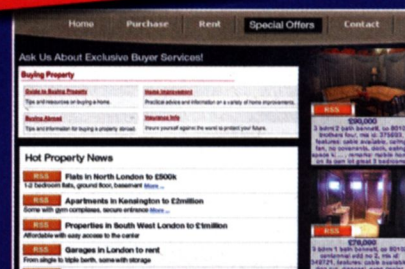 Home Purchase Rent Special Offers Contact
Ask Us About Exclusive Buyer Services!
Buying Property
Guide to Buying Property
Tips and resources on buying a home.
Home Improvement
Practical advice and information on a variety of home improvements.
Buying Abroad
Tips and information for buying a property abroad.
Insurance Info
Insure yourself against the worst to protect your future.
Hot Property News
RSS Flats in North London to £500k
1-2 bedroom flats, ground floor, basement More ...
RSS Apartments in Kensington to £2million
Some with gym complexes, secure entrance More ...
RSS Properties in South West London to £1million
Affordable with easy access to the center
RSS Garages in London to rent
From single to triple berth, some with storage
RSS
£90,000
RSS
£78,000